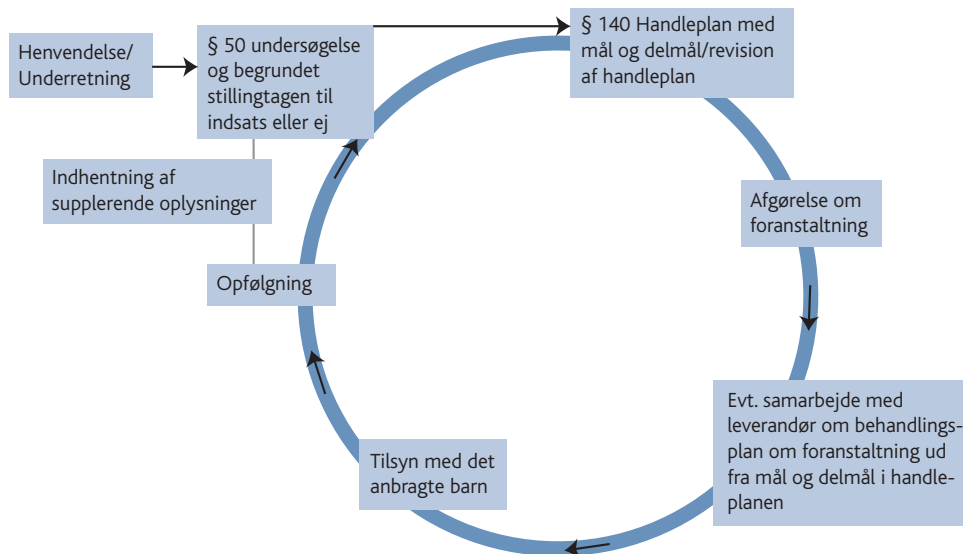 Henvendelse/
Underretning
§ 50 undersøgelse
og begrundet
stillingtagen til
indsats eller ej
§ 140 Handleplan med
mål og delmål/revision
af handleplan
Afgørelse om
foranstaltning
Evt. samarbejde med
leverandør om behandlings-
plan om foranstaltning ud
fra mål og delmål i handle-
planen
Tilsyn med det
anbragte barn
Opfølgning
Indhentning af
supplerende oplysninger